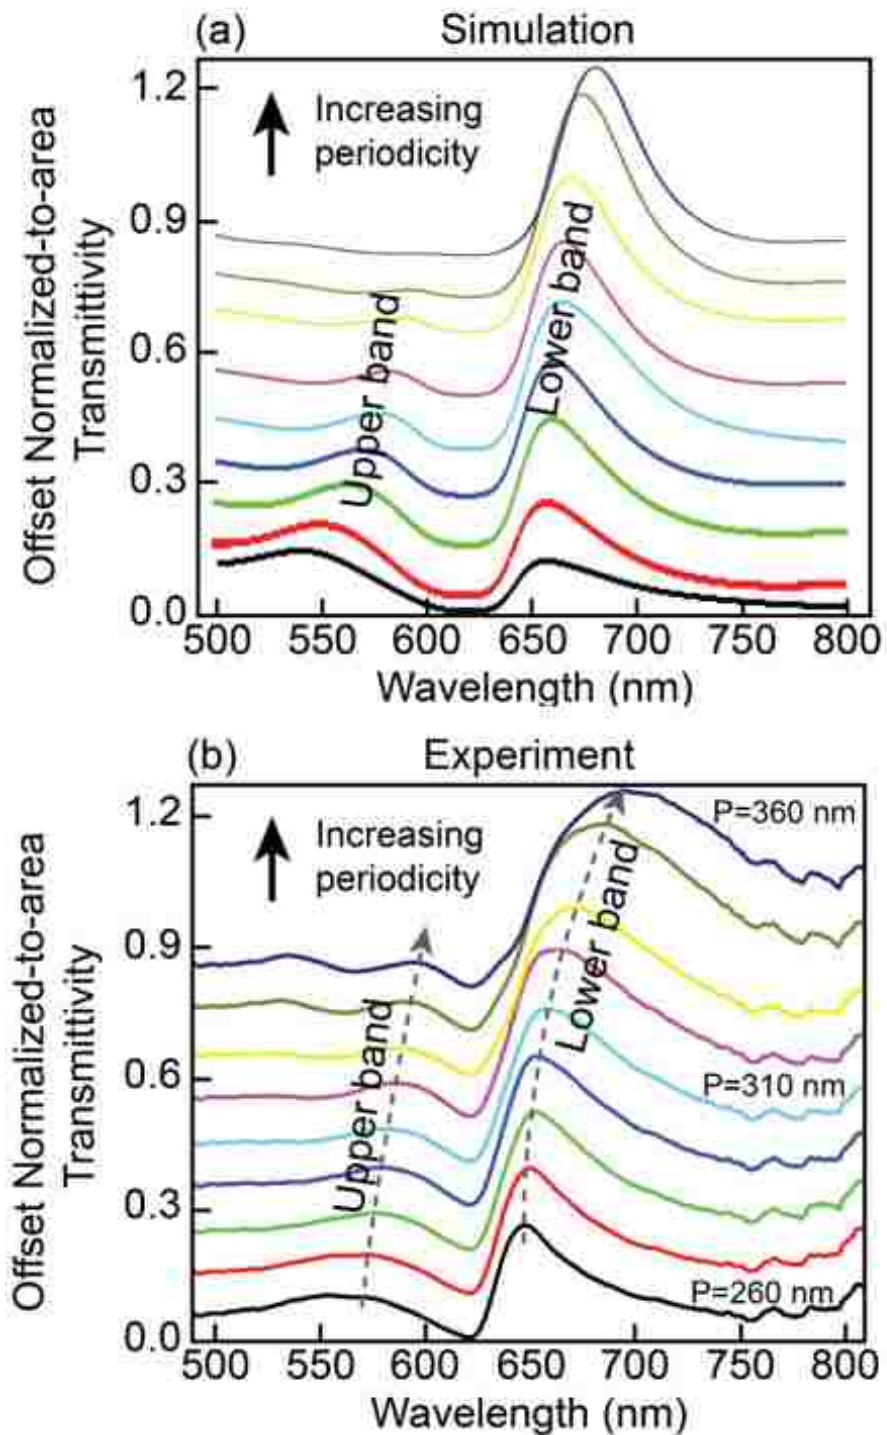 (a) Simulation
Offset Normalized-to-area
Transmittivity
1.2
0.9
0.6
0.3
0.0
Increasing
periodicity
Upper band
Lower band
500 550 600 650 700 750 800
Wavelength (nm)
(b) Experiment
Offset Normalized-to-area
Transmittivity
1.2
0.9
0.6
0.3
0.0
Increasing
periodicity
Upper band
Lower band
P=360 nm
P=310 nm
P=260 nm
500 550 600 650 700 750 800
Wavelength (nm)